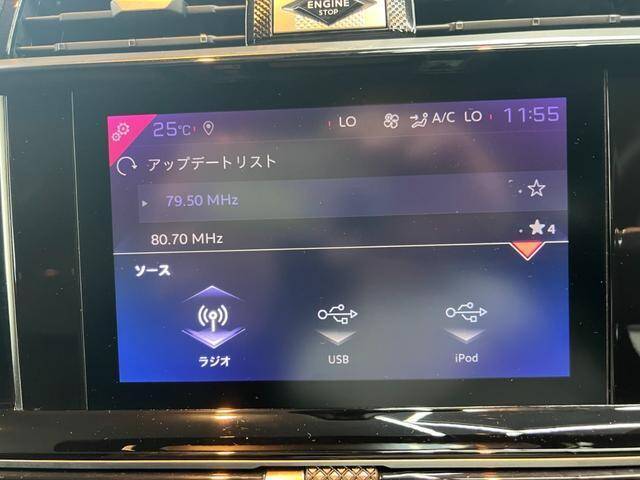 ENGINE
STOP
25°C LO A/C LO 11:55
アップデートリスト
79.50 MHz
80.70 MHz 4
ソース
ラジオ USB iPod